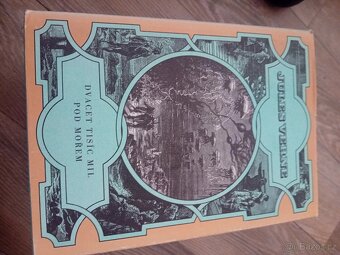 JULES VERNE
DVACET TISÍC MIL
POD MOŘEM